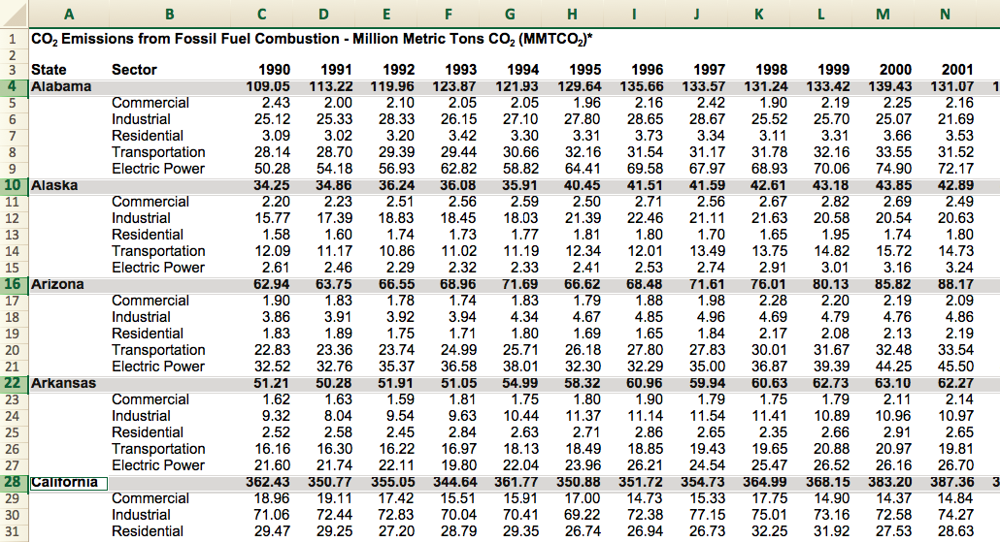 A B C D E F G H I J K L M N
1 CO₂ Emissions from Fossil Fuel Combustion - Million Metric Tons CO₂ (MMTCO₂)*
2
3 State Sector 1990 1991 1992 1993 1994 1995 1996 1997 1998 1999 2000 2001
4 Alabama 109.05 113.22 119.96 123.87 121.93 129.64 135.66 133.57 131.24 133.42 139.43 131.07 1
5 Commercial 2.43 2.00 2.10 2.05 2.05 1.96 2.16 2.42 1.90 2.19 2.25 2.16
6 Industrial 25.12 25.33 28.33 26.15 27.10 27.80 28.65 28.67 25.52 25.70 25.07 21.69
7 Residential 3.09 3.02 3.20 3.42 3.30 3.31 3.73 3.34 3.11 3.31 3.66 3.53
8 Transportation 28.14 28.70 29.39 29.44 30.66 32.16 31.54 31.17 31.78 32.16 33.55 31.52
9 Electric Power 50.28 54.18 56.93 62.82 58.82 64.41 69.58 67.97 68.93 70.06 74.90 72.17
10 Alaska 34.25 34.86 36.24 36.08 35.91 40.45 41.51 41.59 42.61 43.18 43.85 42.89
11 Commercial 2.20 2.23 2.51 2.56 2.59 2.50 2.71 2.56 2.67 2.82 2.69 2.49
12 Industrial 15.77 17.39 18.83 18.45 18.03 21.39 22.46 21.11 21.63 20.58 20.54 20.63
13 Residential 1.58 1.60 1.74 1.73 1.77 1.81 1.80 1.70 1.65 1.95 1.74 1.80
14 Transportation 12.09 11.17 10.86 11.02 11.19 12.34 12.01 13.49 13.75 14.82 15.72 14.73
15 Electric Power 2.61 2.46 2.29 2.32 2.33 2.41 2.53 2.74 2.91 3.01 3.16 3.24
16 Arizona 62.94 63.75 66.55 68.96 71.69 66.62 68.48 71.61 76.01 80.13 85.82 88.17
17 Commercial 1.90 1.83 1.78 1.74 1.83 1.79 1.88 1.98 2.28 2.20 2.19 2.09
18 Industrial 3.86 3.91 3.92 3.94 4.34 4.67 4.85 4.96 4.69 4.79 4.76 4.86
19 Residential 1.83 1.89 1.75 1.71 1.80 1.69 1.65 1.84 2.17 2.08 2.13 2.19
20 Transportation 22.83 23.36 23.74 24.99 25.71 26.18 27.80 27.83 30.01 31.67 32.48 33.54
21 Electric Power 32.52 32.76 35.37 36.58 38.01 32.30 32.29 35.00 36.87 39.39 44.25 45.50
22 Arkansas 51.21 50.28 51.91 51.05 54.99 58.32 60.96 59.94 60.63 62.73 63.10 62.27
23 Commercial 1.62 1.63 1.59 1.81 1.75 1.80 1.90 1.79 1.75 1.79 2.11 2.14
24 Industrial 9.32 8.04 9.54 9.63 10.44 11.37 11.14 11.54 11.41 10.89 10.96 10.97
25 Residential 2.52 2.58 2.45 2.84 2.63 2.71 2.86 2.65 2.35 2.66 2.91 2.65
26 Transportation 16.16 16.30 16.22 16.97 18.13 18.49 18.85 19.43 19.65 20.88 20.97 19.81
27 Electric Power 21.60 21.74 22.11 19.80 22.04 23.96 26.21 24.54 25.47 26.52 26.16 26.70
28 California 362.43 350.77 355.05 344.64 361.77 350.88 351.72 354.73 364.99 368.15 383.20 387.36 3
29 Commercial 18.96 19.11 17.42 15.51 15.91 17.00 14.73 15.33 17.75 14.90 14.37 14.84
30 Industrial 71.06 72.44 72.83 70.04 70.41 69.22 72.38 77.15 75.01 73.16 72.58 74.27
31 Residential 29.47 29.25 27.20 28.79 29.35 26.74 26.94 26.73 32.25 31.92 27.53 28.63